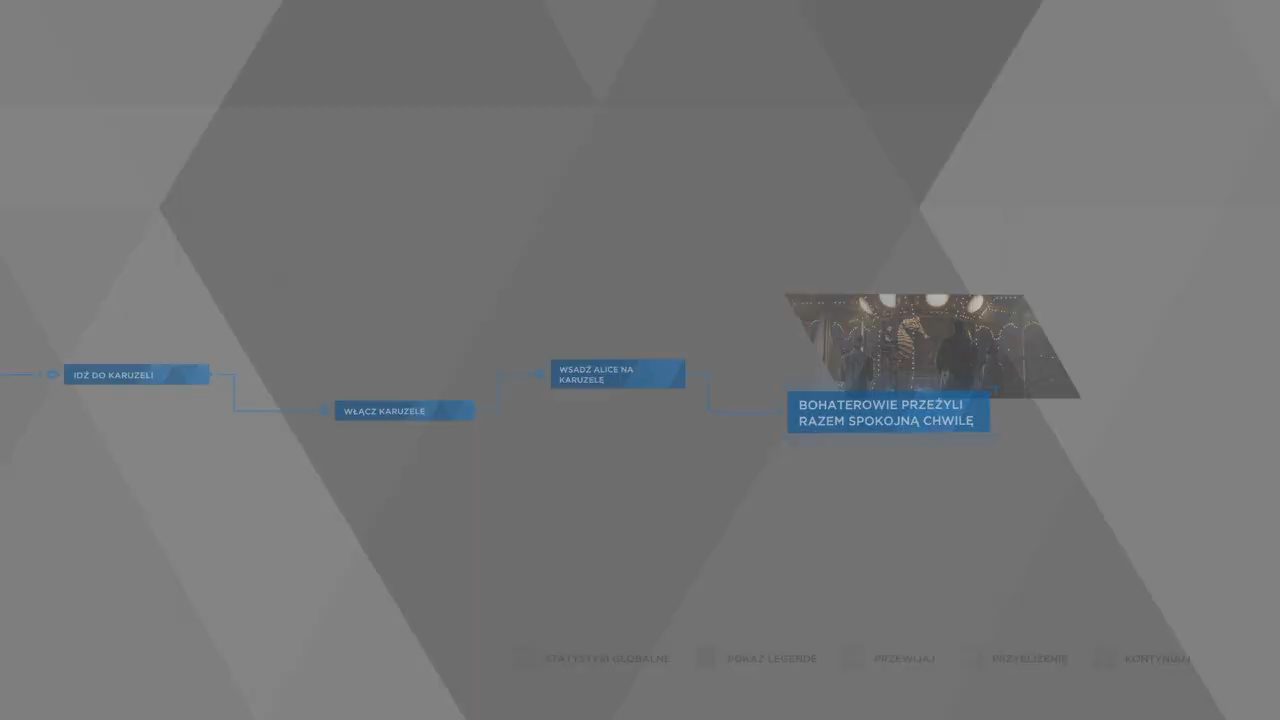 IDŹ DO KARUZELI
WŁĄCZ KARUZELĘ
WSADŹ ALICE NA
KARUZELĘ
BOHATEROWIE PRZEŻYLI
RAZEM SPOKOJNĄ CHWILĘ
STATYSTYKI GLOBALNE
POKAŻ LEGENDĘ
PRZEWIJAJ
PRZYBLIŻENIE
KONTYNUUJ